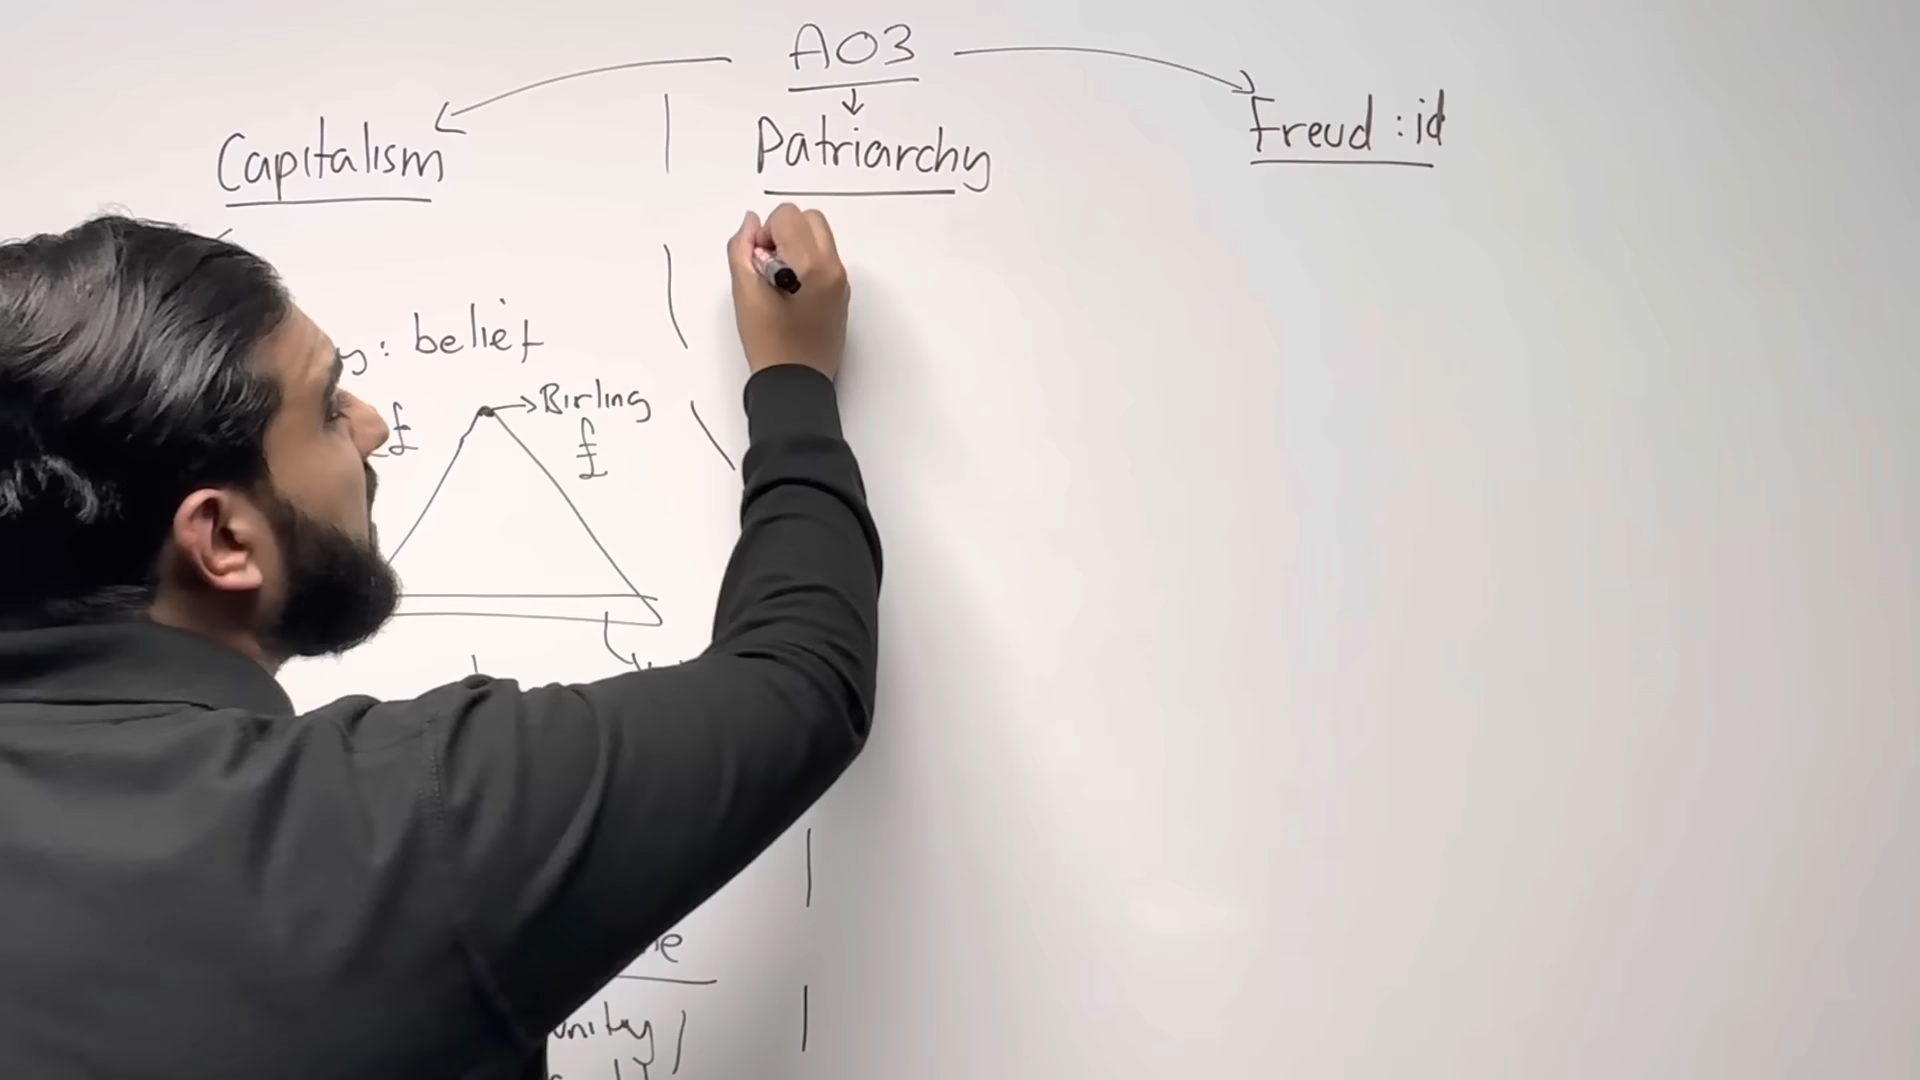 AO3
Capitalism
Patriarchy
Freud : id
: belief
£
Birling
£